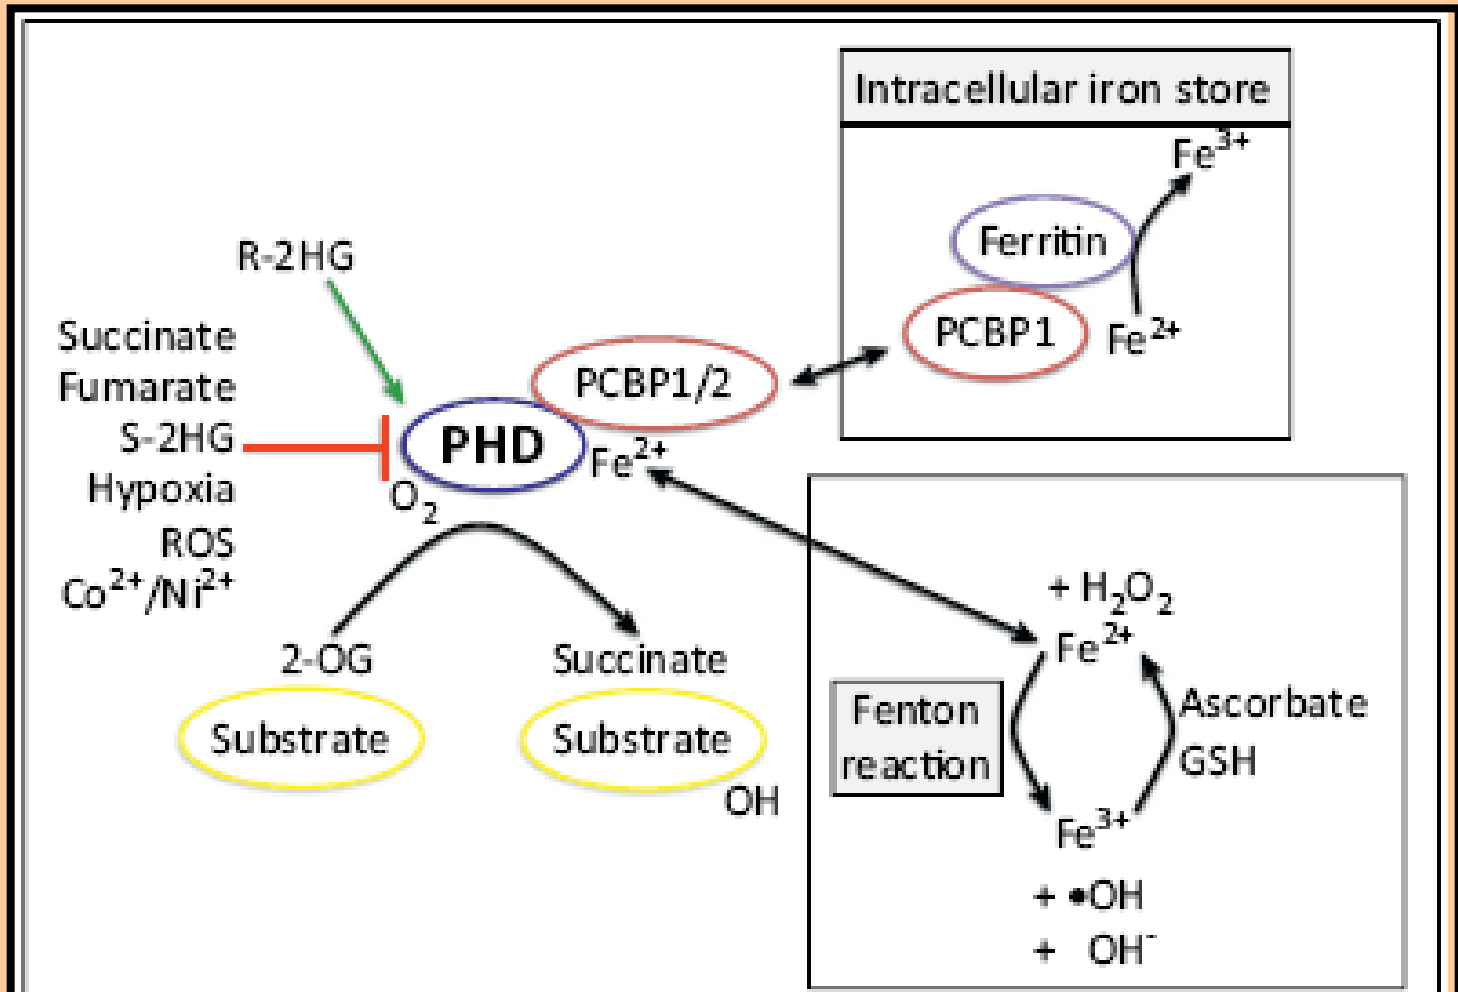 Intracellular iron store
Fe³⁺
Ferritin
PCBP1
Fe²⁺
R-2HG
Succinate
Fumarate
S-2HG
Hypoxia
ROS
Co²⁺/Ni²⁺
PCBP1/2
PHD
Fe²⁺
O₂
2-OG
Succinate
Substrate
Substrate
OH
+ H₂O₂
Fe²⁺
Fenton
reaction
Ascorbate
GSH
Fe³⁺
+ •OH
+ OH⁻